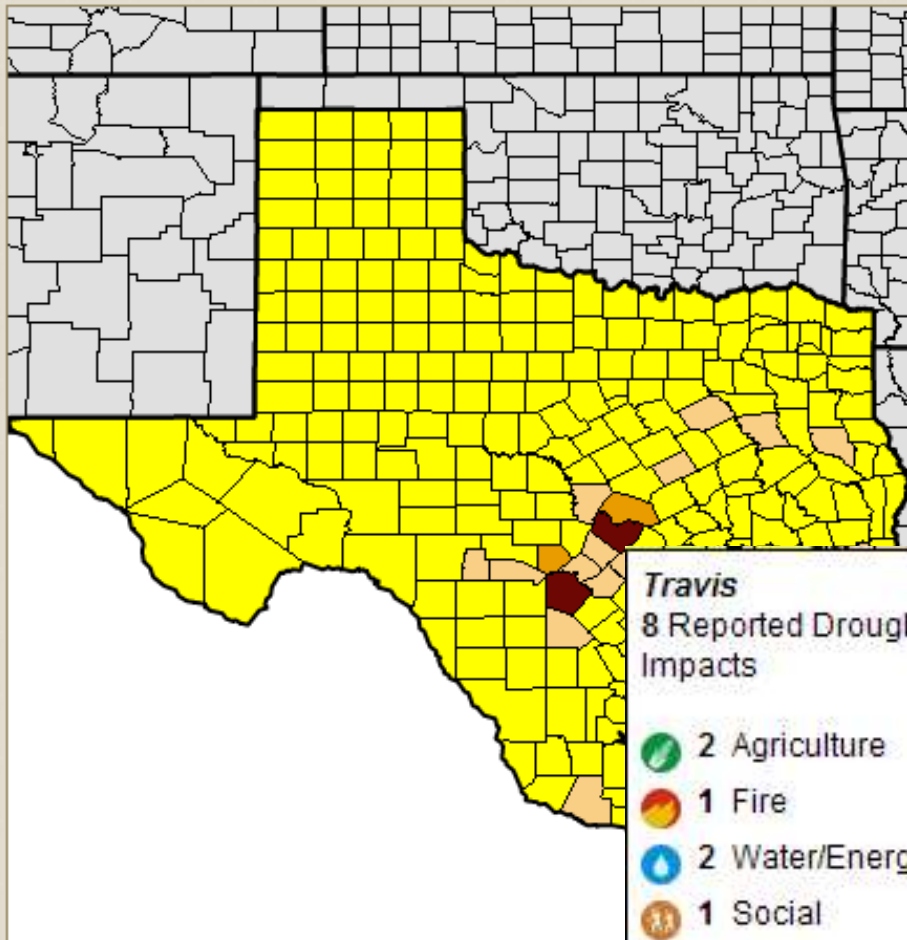 Travis
8 Reported Drough
Impacts
2 Agriculture
1 Fire
2 Water/Energ
1 Social